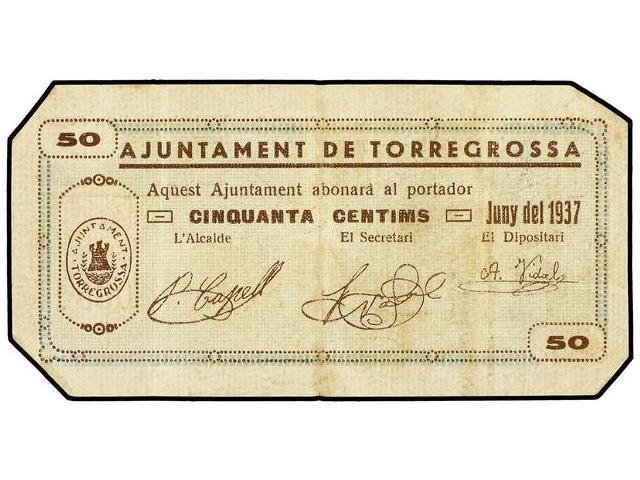 50
AJUNTAMENT DE TORREGROSSA
Aquest Ajuntament abonarà al portador
CINQUANTA CENTIMS Juny del 1937
L'Alcalde El Secretari El Dipositari
A. Vidal
AJUNTAMENT TORREGROSSA
50